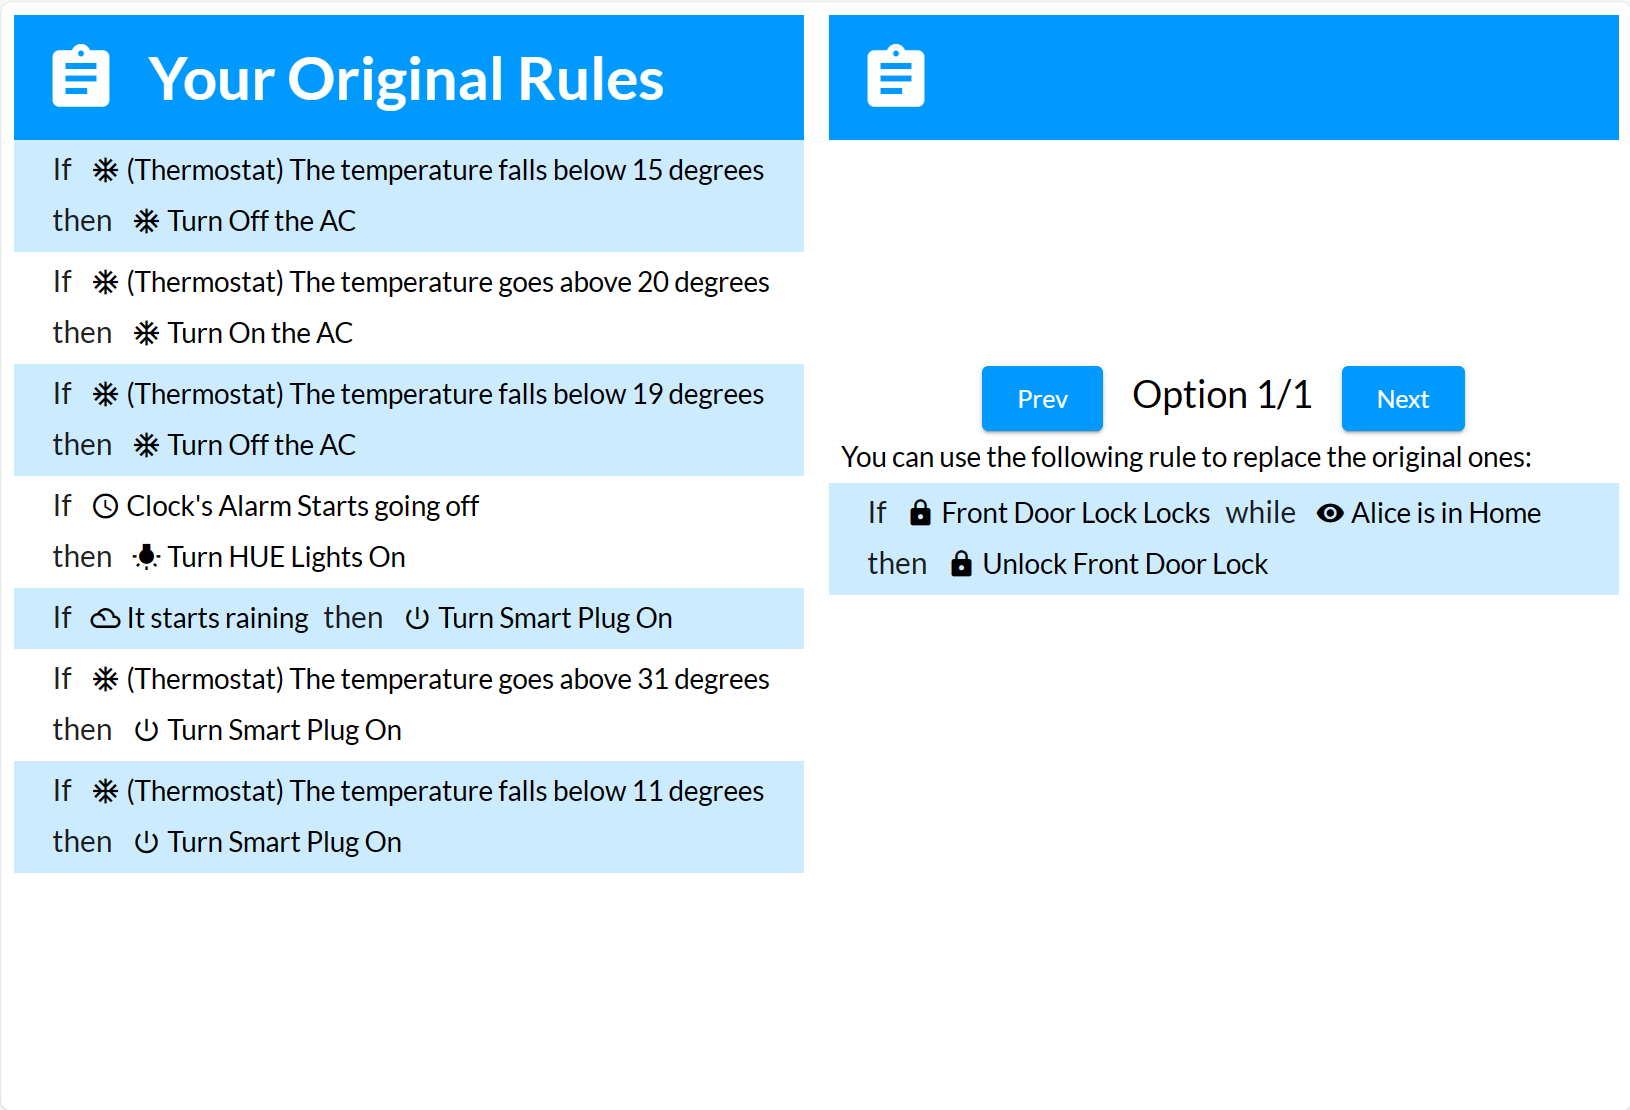 Your Original Rules
If (Thermostat) The temperature falls below 15 degrees
then Turn Off the AC
If (Thermostat) The temperature goes above 20 degrees
then Turn On the AC
If (Thermostat) The temperature falls below 19 degrees
then Turn Off the AC
If Clock's Alarm Starts going off
then Turn HUE Lights On
If It starts raining then Turn Smart Plug On
If (Thermostat) The temperature goes above 31 degrees
then Turn Smart Plug On
If (Thermostat) The temperature falls below 11 degrees
then Turn Smart Plug On
Prev Option 1/1 Next
You can use the following rule to replace the original ones:
If Front Door Lock Locks while Alice is in Home
then Unlock Front Door Lock